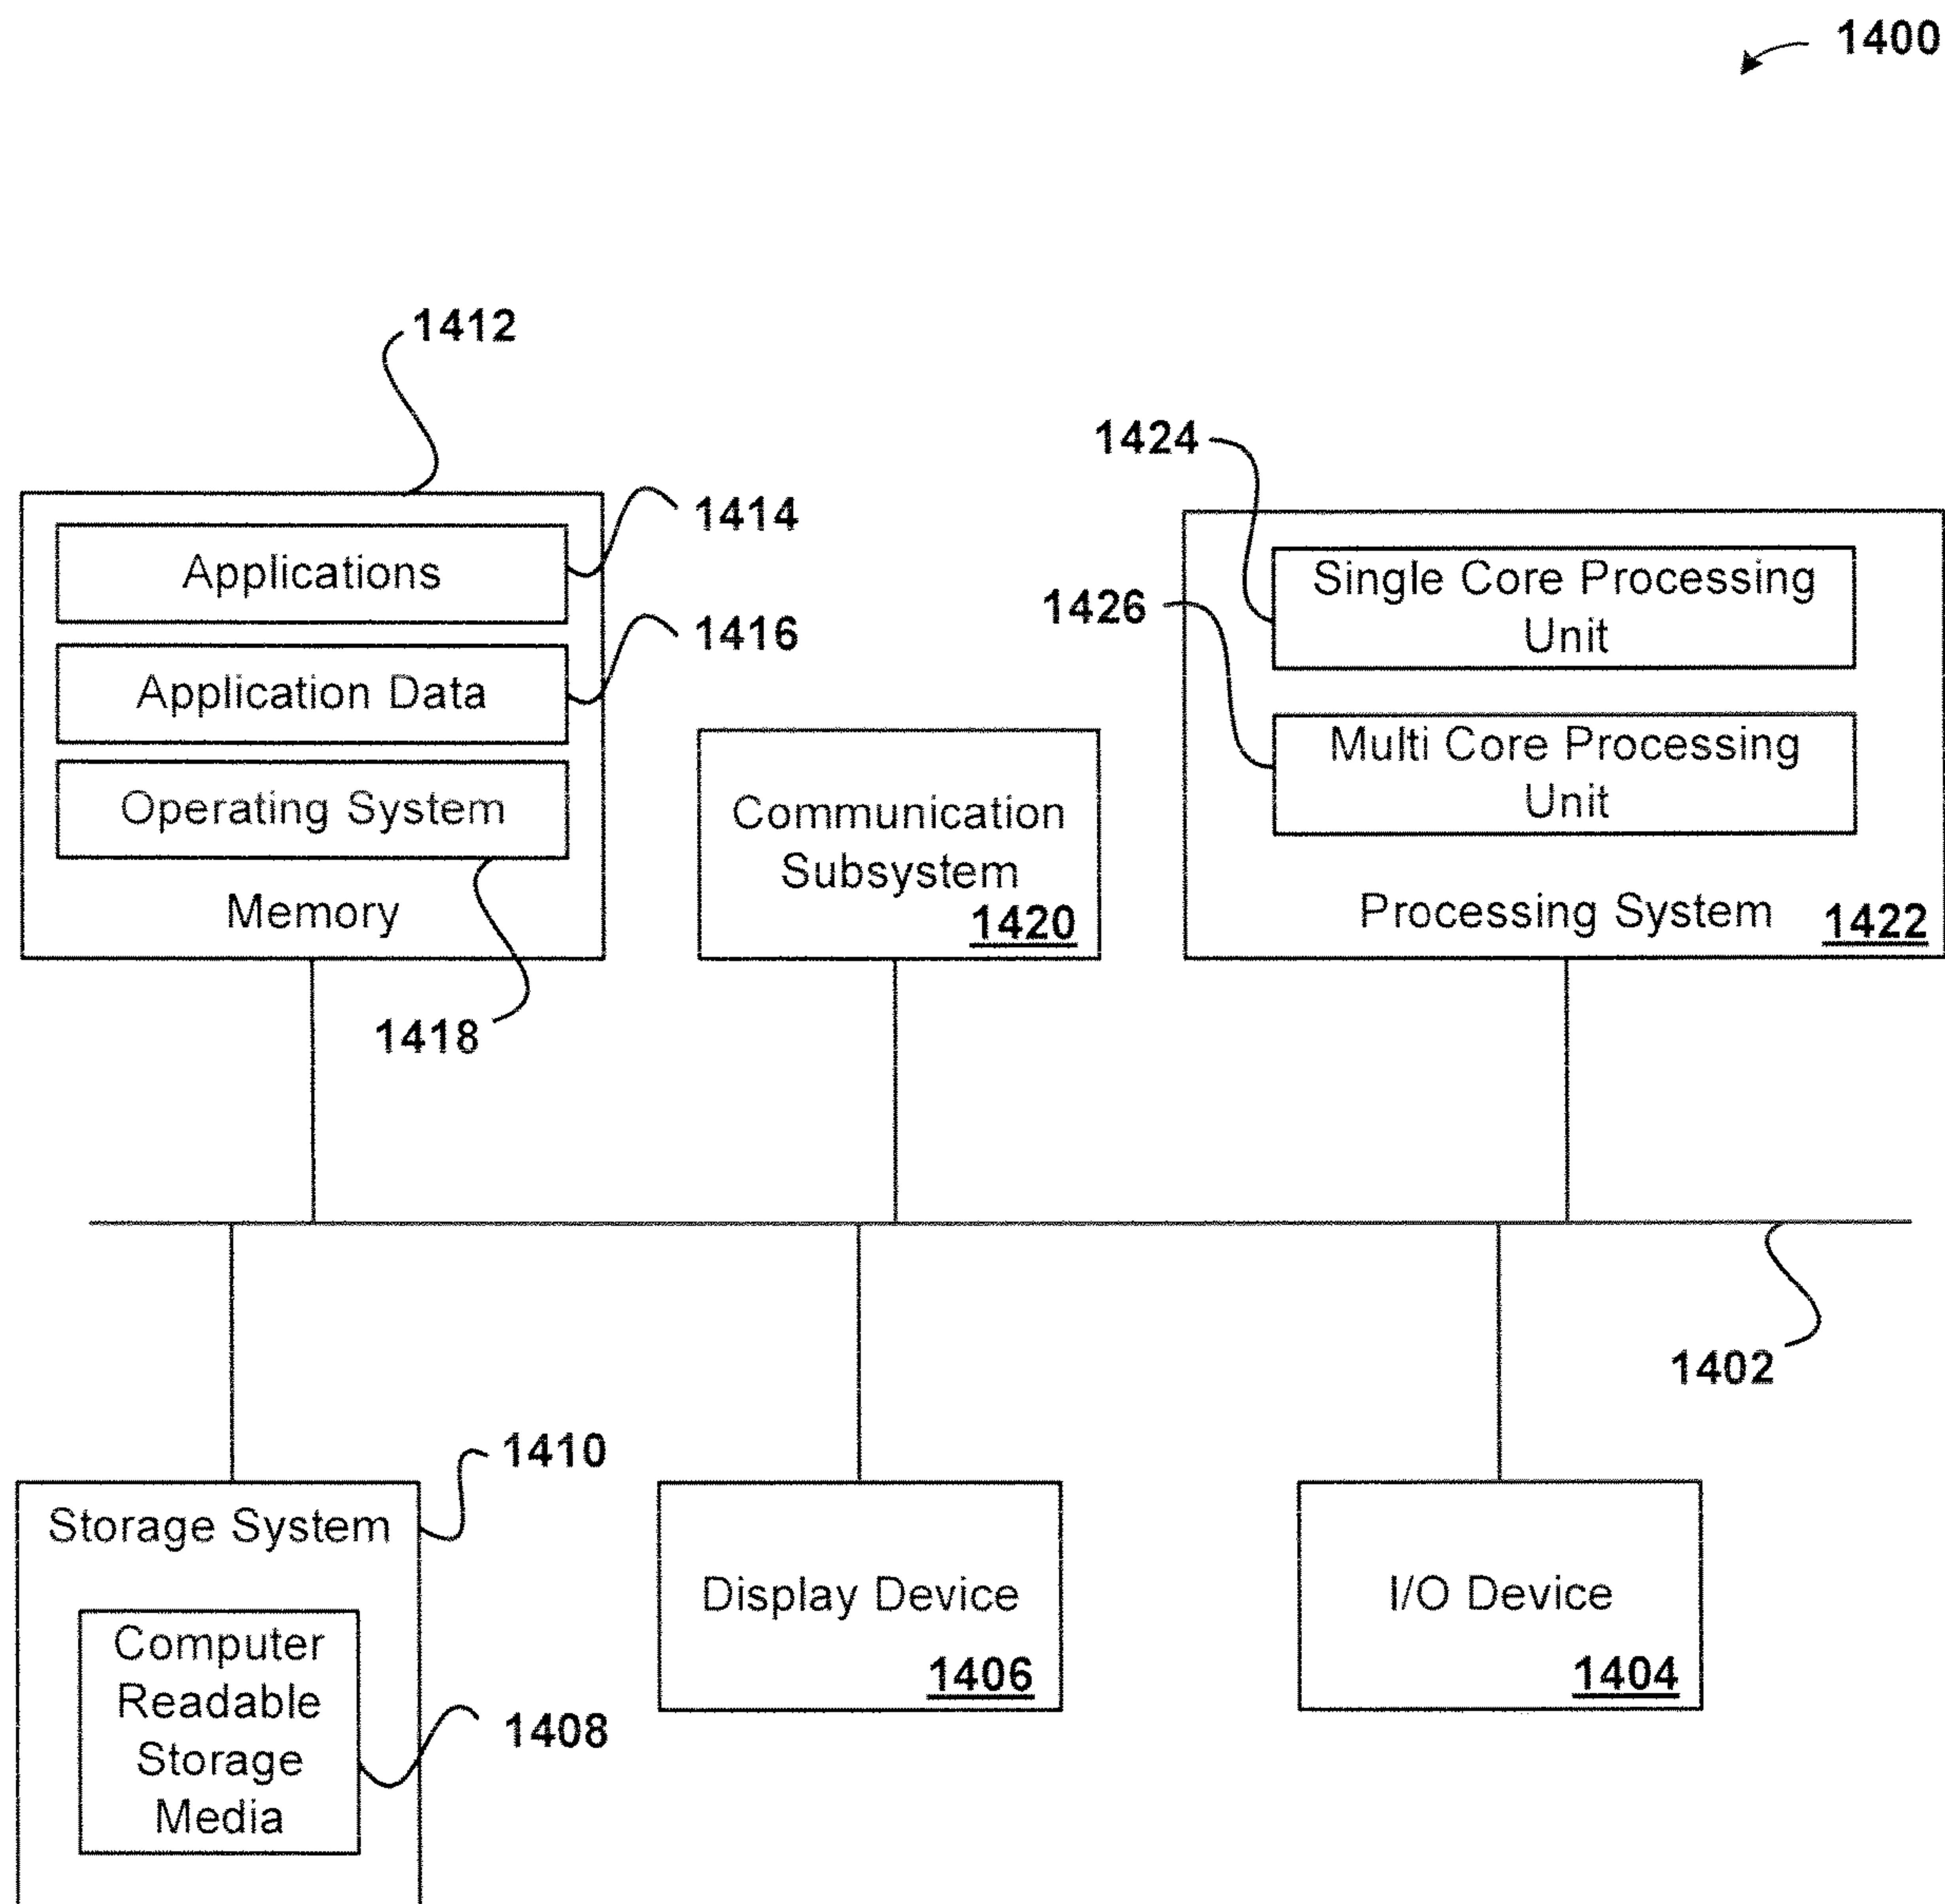 1400
1412
1414
Applications
1416
Application Data
Operating System
Memory
1418
Communication
Subsystem
1420
1424
Single Core Processing
Unit
1426
Multi Core Processing
Unit
Processing System
1422
1402
1410
Storage System
Computer
Readable
Storage
Media
1408
Display Device
1406
I/O Device
1404